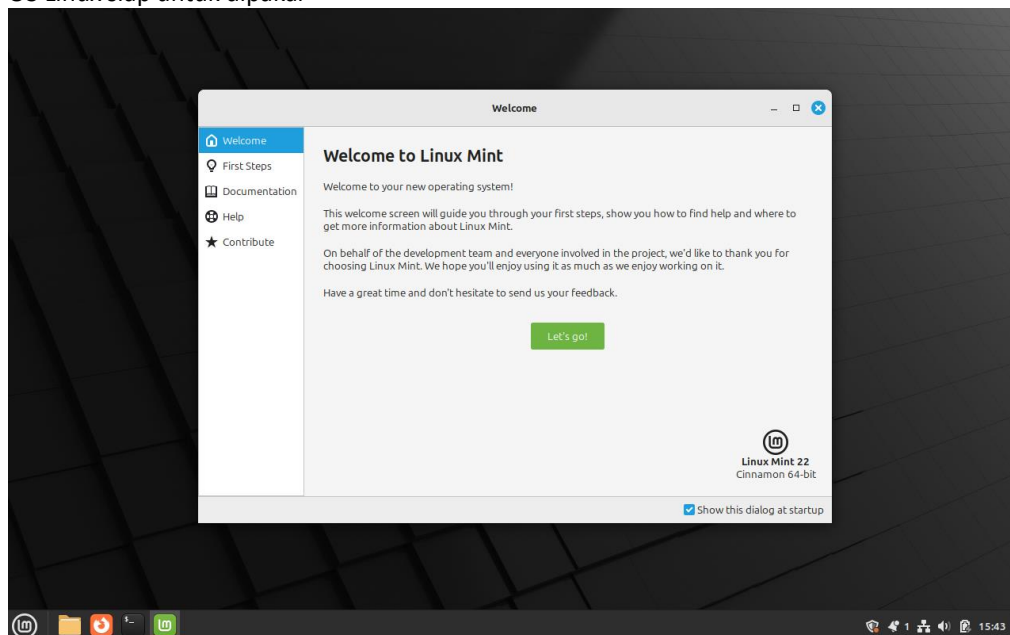 Welcome
Welcome
First Steps
Documentation
Help
Contribute
Welcome to Linux Mint
Welcome to your new operating system!
This welcome screen will guide you through your first steps, show you how to find help and where to
get more information about Linux Mint.
On behalf of the development team and everyone involved in the project, we'd like to thank you for
choosing Linux Mint. We hope you'll enjoy using it as much as we enjoy working on it.
Have a great time and don't hesitate to send us your feedback.
Let's go!
Linux Mint 22
Cinnamon 64-bit
Show this dialog at startup
1
15:43